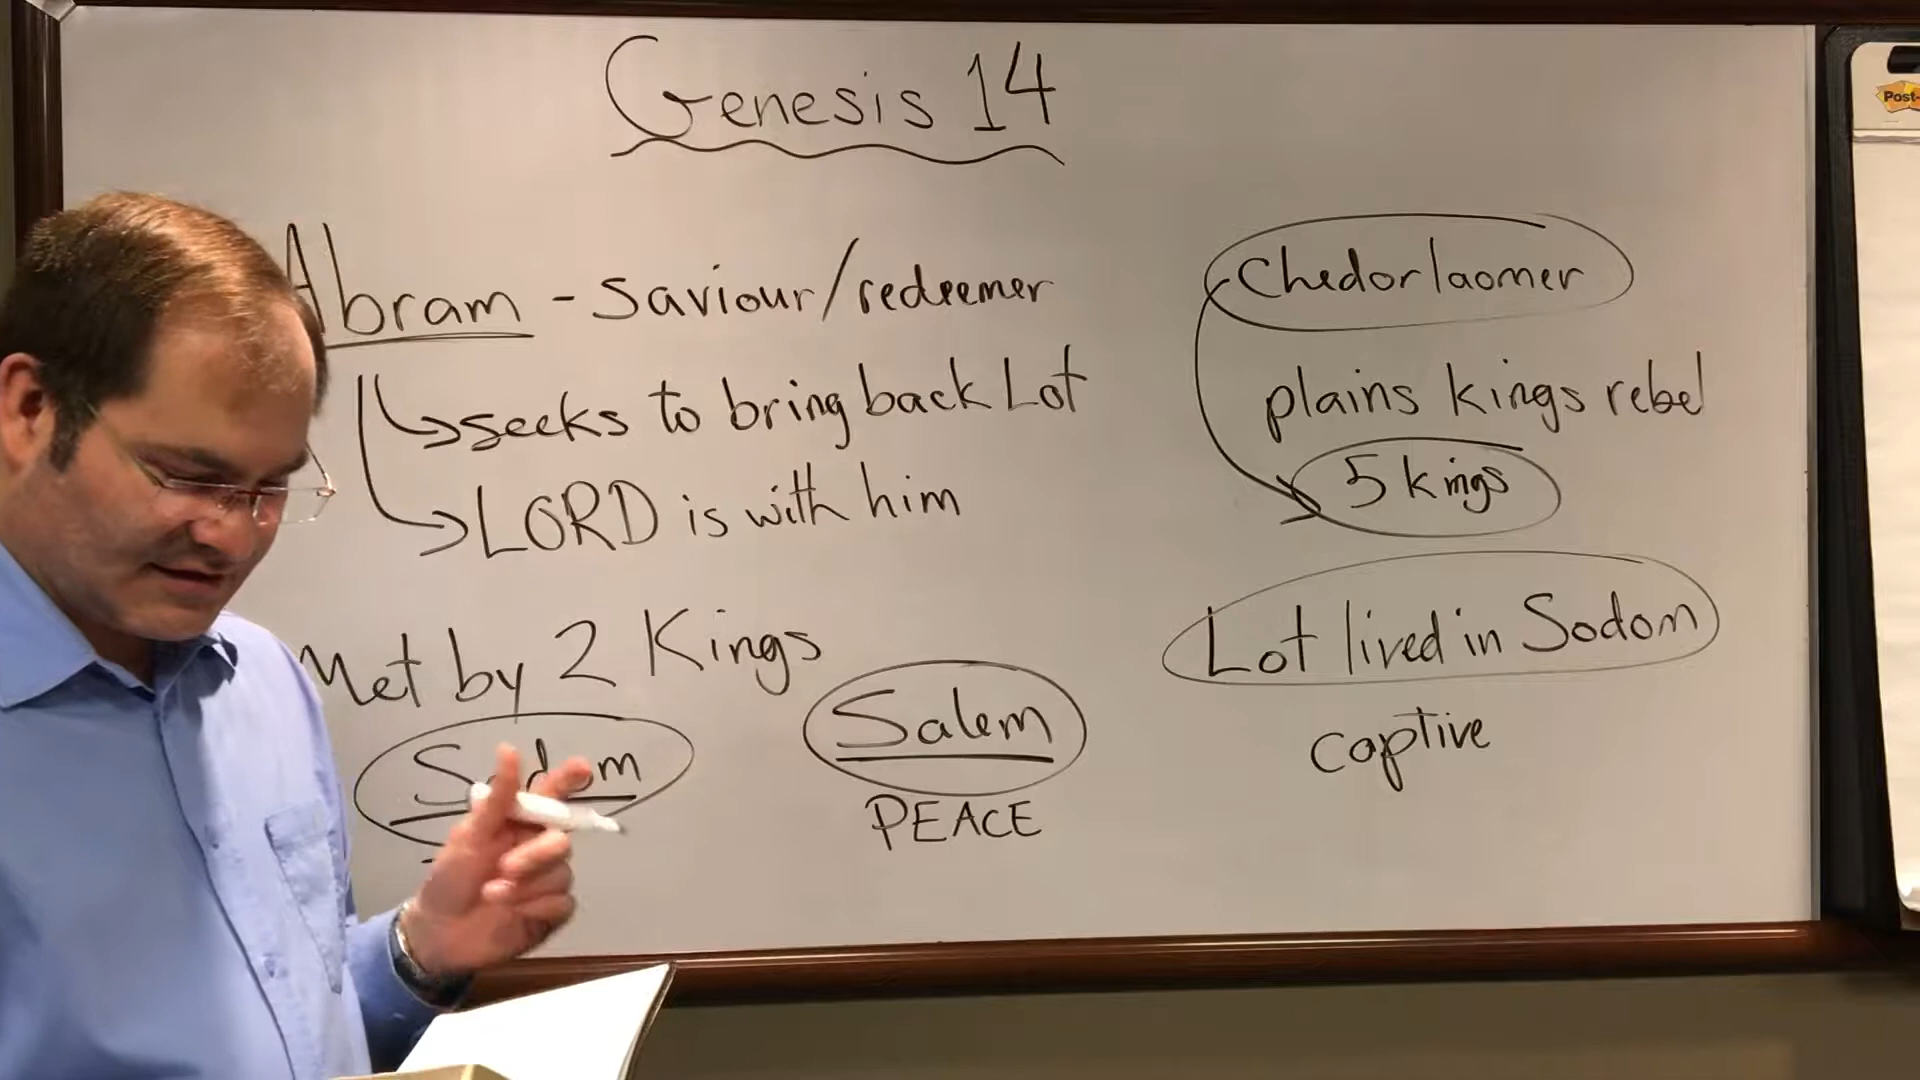 Genesis 14
Abram - saviour/redeemer
seeks to bring back Lot
LORD is with him
Met by 2 Kings
Sodom
Salem
PEACE
Chedorlaomer
plains kings rebel
5 kings
Lot lived in Sodom
captive
Post-